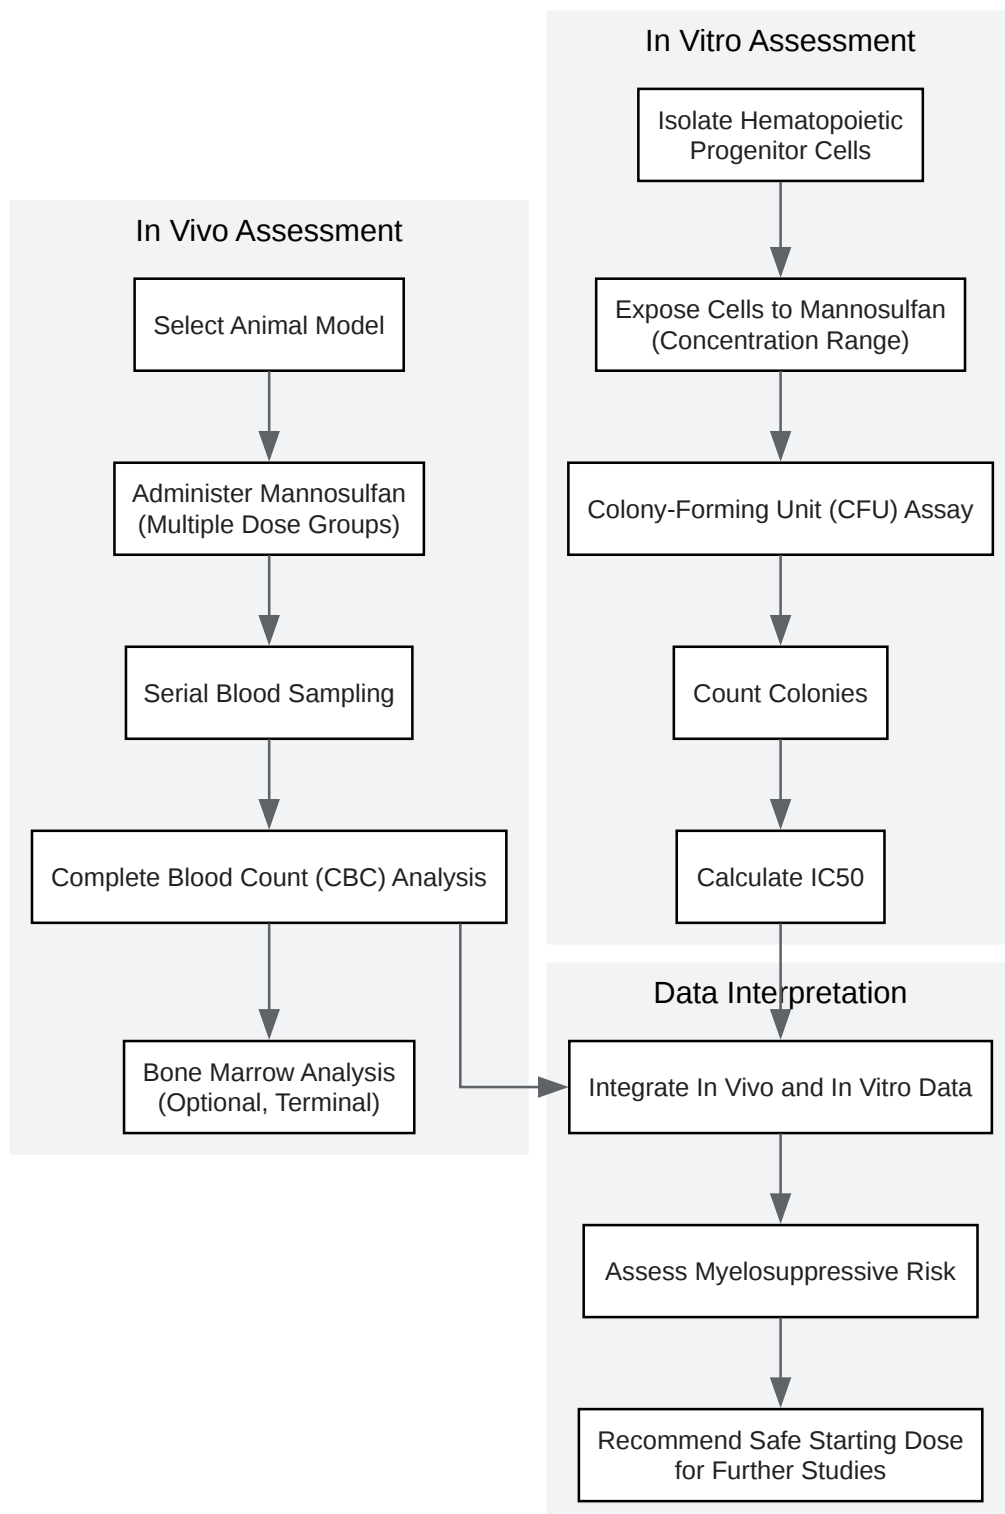 In Vivo Assessment
Select Animal Model
Administer Mannosulfan
(Multiple Dose Groups)
Serial Blood Sampling
Complete Blood Count (CBC) Analysis
Bone Marrow Analysis
(Optional, Terminal)
In Vitro Assessment
Isolate Hematopoietic
Progenitor Cells
Expose Cells to Mannosulfan
(Concentration Range)
Colony-Forming Unit (CFU) Assay
Count Colonies
Calculate IC50
Data Interpretation
Integrate In Vivo and In Vitro Data
Assess Myelosuppressive Risk
Recommend Safe Starting Dose
for Further Studies